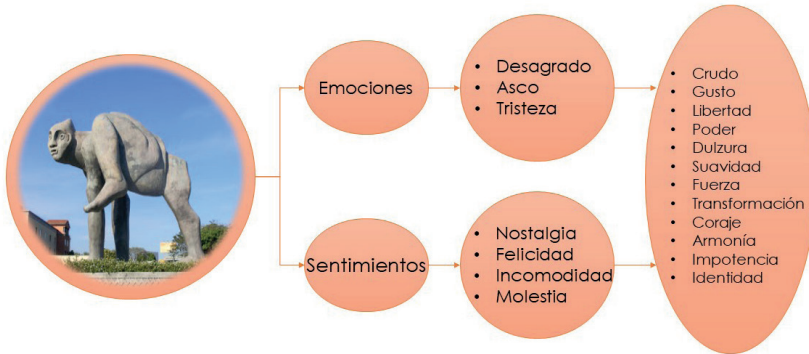 Emociones
• Desagrado
• Asco
• Tristeza
Sentimientos
• Nostalgia
• Felicidad
• Incomodidad
• Molestia
• Crudo
• Gusto
• Libertad
• Poder
• Dulzura
• Suavidad
• Fuerza
• Transformación
• Coraje
• Armonía
• Impotencia
• Identidad